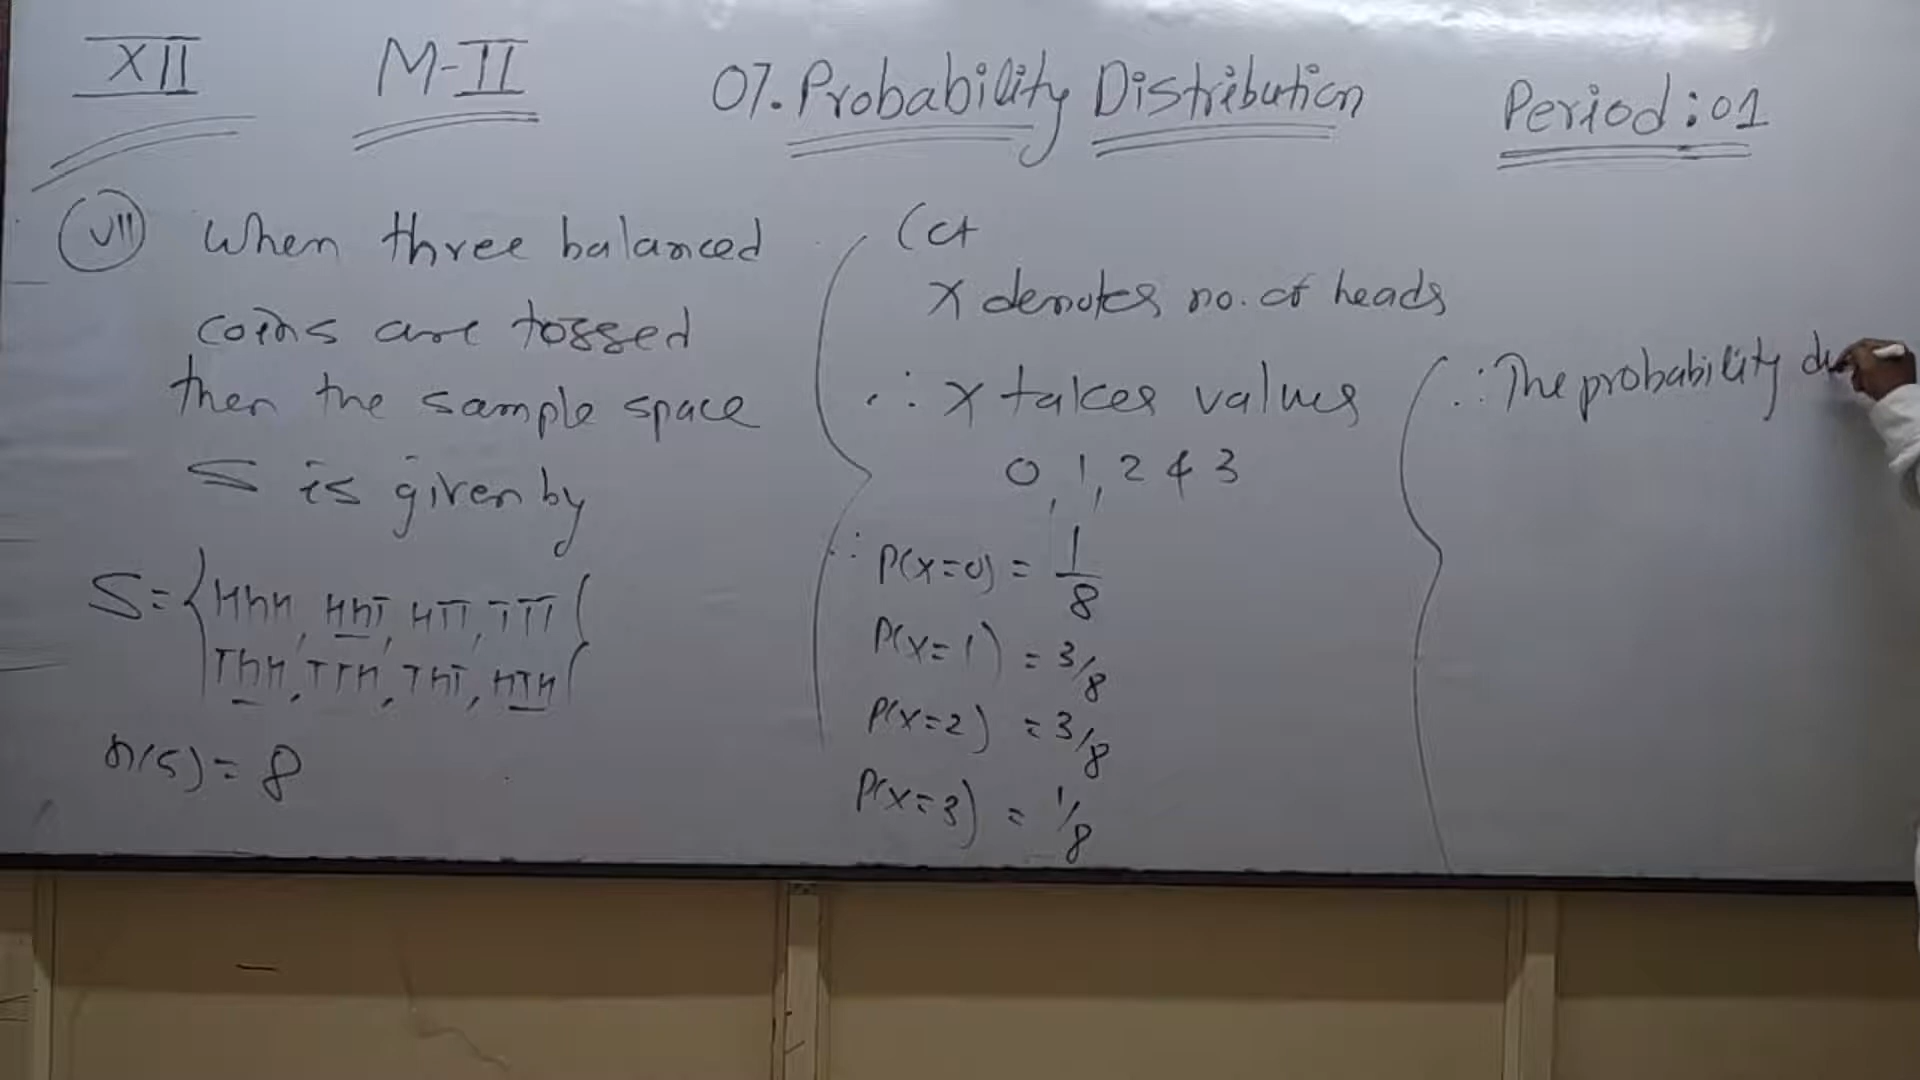 XII M-II 07. Probability Distribution Period: 01
(vii) When three balanced
coins are tossed
then the sample space
S is given by
S = {HHH, HHT, HTT, TTT
THH, TTH, THT, HTH}
n(S) = 8
Let
X denotes no. of heads
∴ X takes values
0, 1, 2 & 3
∴ P(X=0) = 1/8
P(X=1) = 3/8
P(X=2) = 3/8
P(X=3) = 1/8
∴ The probability